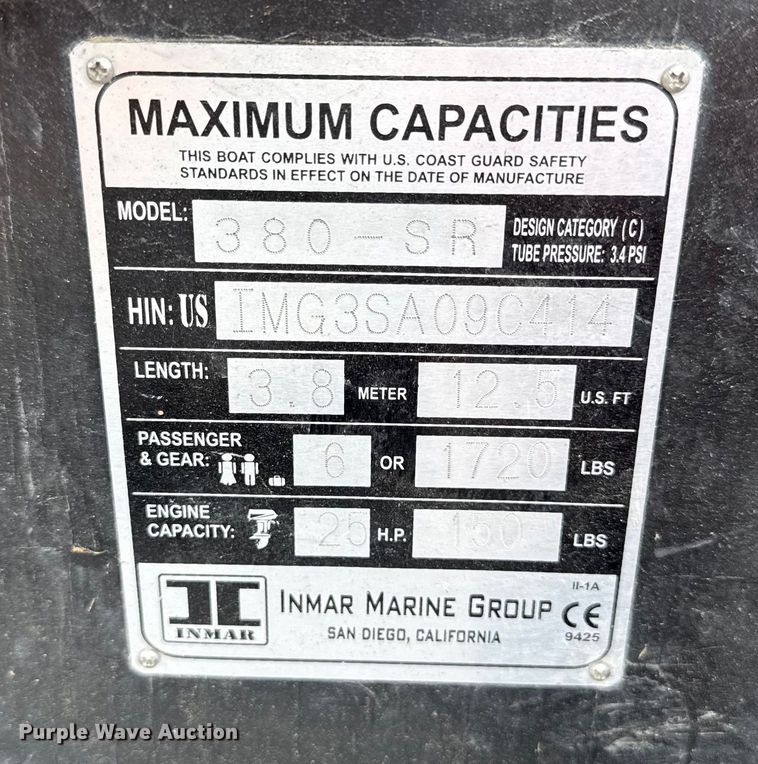 MAXIMUM CAPACITIES
THIS BOAT COMPLIES WITH U.S. COAST GUARD SAFETY
STANDARDS IN EFFECT ON THE DATE OF MANUFACTURE
MODEL: 380-SR DESIGN CATEGORY (C)
TUBE PRESSURE: 3.4 PSI
HIN: US IMG3SA09C414
LENGTH: 3.8 METER 12.5 U.S. FT
PASSENGER
& GEAR: 6 OR 1720 LBS
ENGINE
CAPACITY: 25 H.P. 150 LBS
II-1A
INMAR MARINE GROUP CE
INMAR SAN DIEGO, CALIFORNIA 9425
Purple Wave Auction